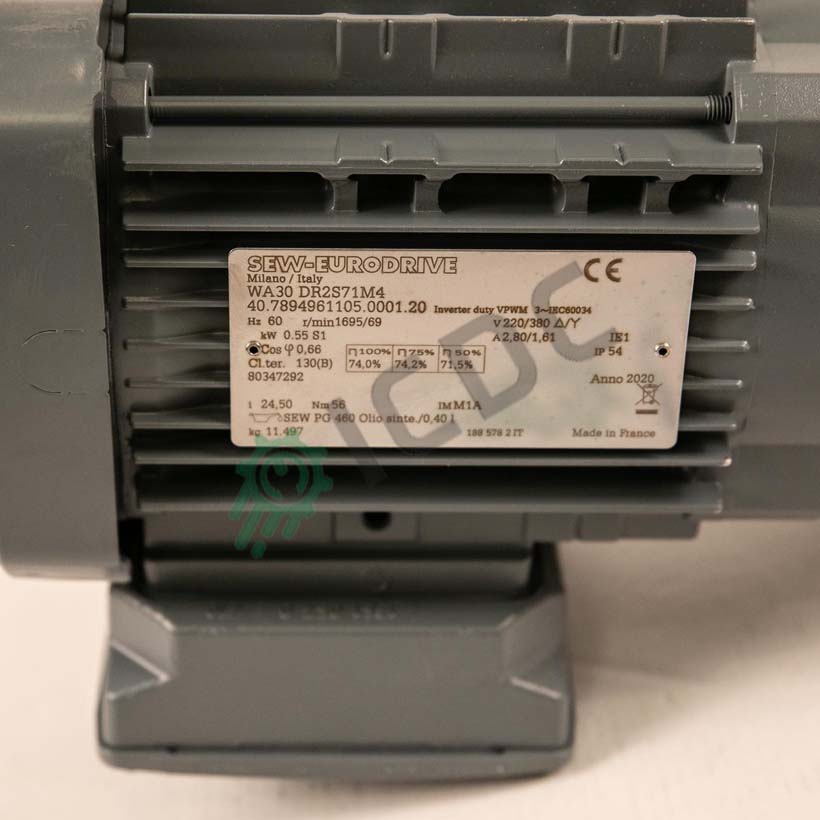 SEW-EURODRIVE
Milano / Italy
WA30 DR2S71M4
40.7894961105.0001.20 Inverter duty VPWM 3~IEC60034
Hz 60 r/min1695/69 V 220/380 Δ/Y
kW 0.55 S1 A 2,80/1,61 IE1
Cos φ 0,66 η100% η75% η50% IP 54
Cl.ter. 130(B) 74,0% 74,2% 71,5%
80347292 Anno 2020
i 24,50 Nm 56 IM M1A
SEW PG 460 Olio sinte./0,40 l
kg 11.497 188 578 2 IT Made in France
CE
ICDC